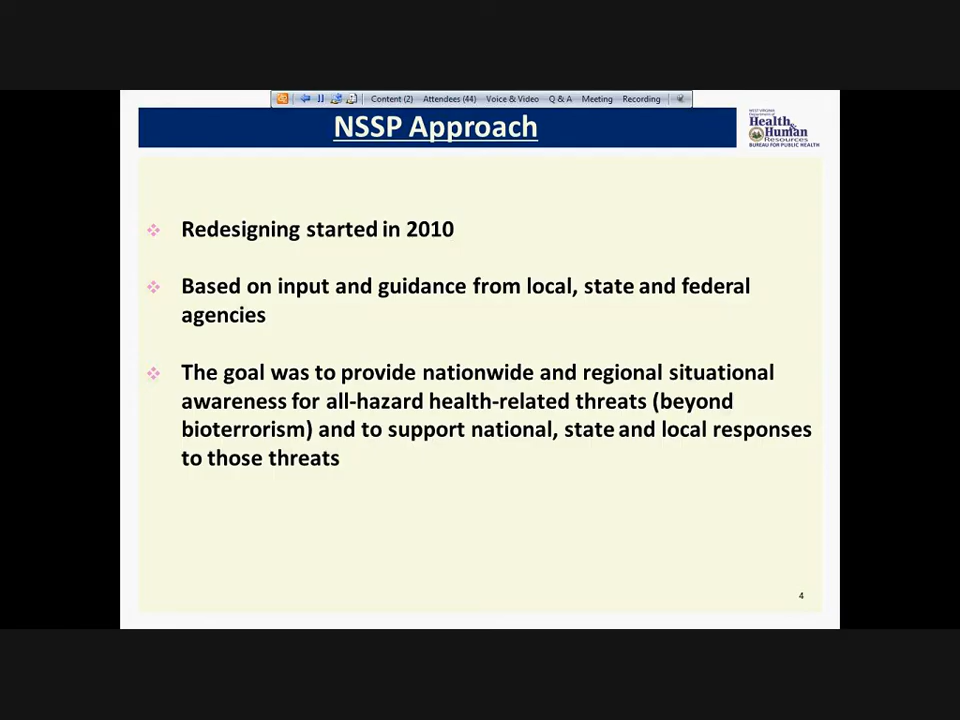 Content (2) Attendees (44) Voice & Video Q & A Meeting Recording
NSSP Approach
WEST VIRGINIA
Department of
Health &
Human
Resources
BUREAU FOR PUBLIC HEALTH
Redesigning started in 2010
Based on input and guidance from local, state and federal
agencies
The goal was to provide nationwide and regional situational
awareness for all-hazard health-related threats (beyond
bioterrorism) and to support national, state and local responses
to those threats
4